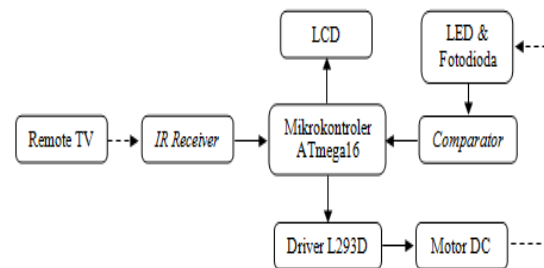 LCD
LED &
Fotodioda
Remote TV
IR Receiver
Mikrokontroler
ATmega16
Comparator
Driver L293D
Motor DC